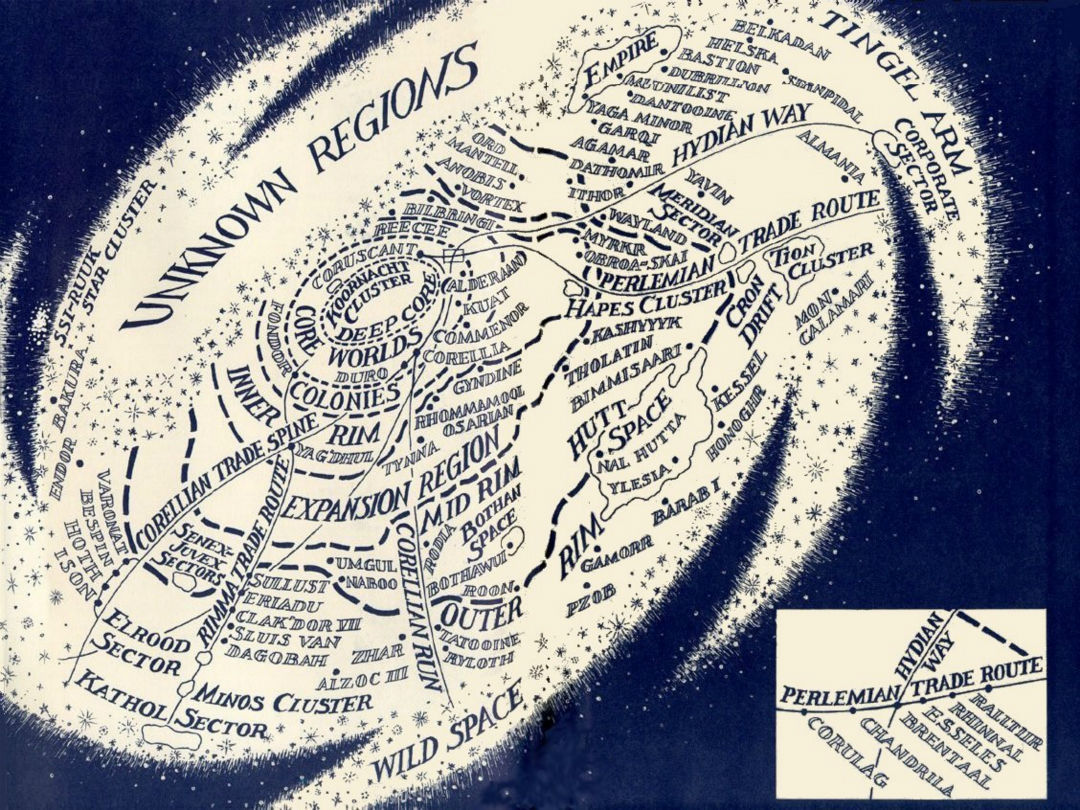 UNKNOWN REGIONS
SSI-RUUK
STAR CLUSTER
EMPIRE
BELKADAN
HELSKA
BASTION
DUBRILLION
SERNPIDAL
MUUNILIST
DANTOOINE
YAGA MINOR
GARQI
AGAMAR
DATHOMIR
ITHOR
HYDIAN WAY
TINGEL ARM
CORPORATE
SECTOR
ALMANIA
YAVIN
MERIDIAN
SECTOR
WAYLAND
MYRKR
OBROA-SKAI
PERLEMIAN
TRADE ROUTE
TION
CLUSTER
CRON
DRIFT
MON
CALAMARI
ORD
MANTELL
ANOBIS
VORTEX
BILBRINGI
REECEE
CORUSCANT
KOORNACHT
CLUSTER
DEEP CORE
CORE
WORLDS
ALDERAAN
KUAT
COMMENOR
CORELLIA
DURO
FONDOR
COLONIES
INNER
RIM
YAG'DHUL
GYNDINE
RHOMMAMOOL
OSARIAN
TYNNA
HAPES CLUSTER
KASHYYYK
THOLATIN
BIMMISAARI
HUTT
SPACE
NAL HUTTA
YLESIA
KESSEL
HONOGHR
BARAB I
EXPANSION REGION
MID RIM
BOTHAN
SPACE
RODIA
BOTHAWUI
ROON
OUTER
RIM
GAMORR
PZOB
TATOOINE
RYLOTH
CORELLIAN RUN
CORELLIAN TRADE SPINE
RIMMA TRADE ROUTE
ENDOR
BAKURA
VARONAT
BESPIN
HOTH
ISON
SENEX-
JUVEX
SECTORS
UMGUL
NABOO
SULLUST
ERIADU
CLAK'DOR VII
SLUIS VAN
DAGOBAH
ZHAR
ALZOC III
ELROOD
SECTOR
KATHOL
SECTOR
MINOS CLUSTER
WILD SPACE
HYDIAN
WAY
PERLEMIAN TRADE ROUTE
RALLTIIR
RHINNAL
ESSELES
BRENTAAL
CHANDRILA
CORULAG